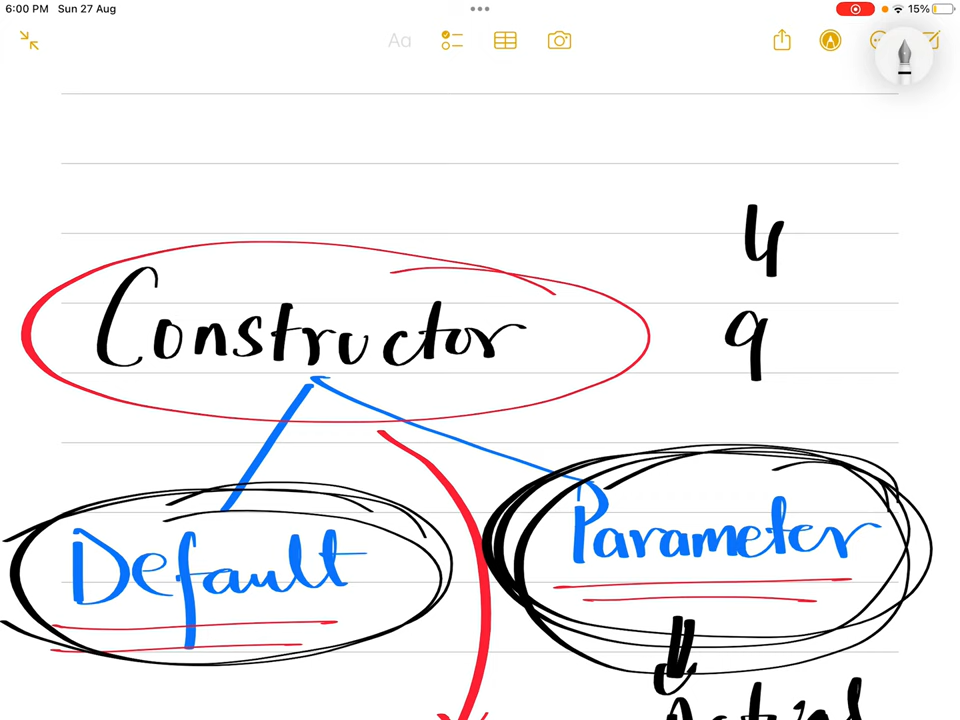 6:00 PM Sun 27 Aug
15%
Aa
4
Constructor
9
Default
Parameter